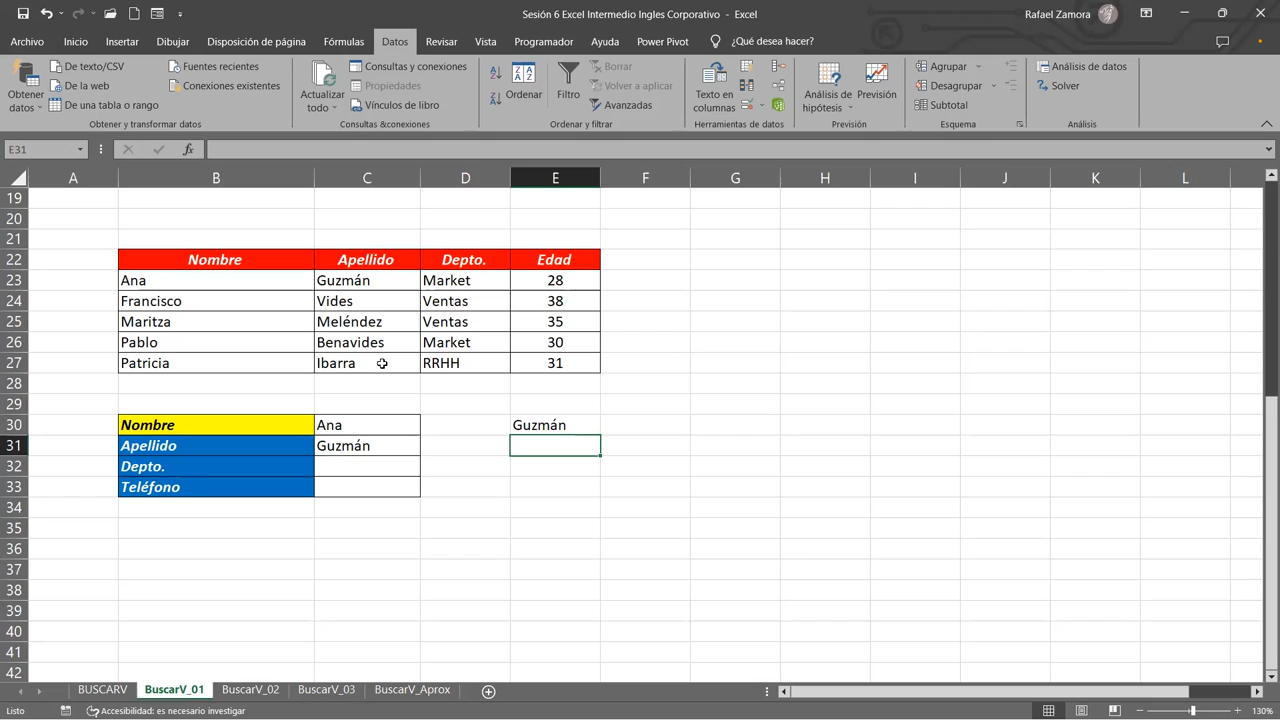 Sesión 6 Excel Intermedio Ingles Corporativo - Excel
Rafael Zamora
Archivo Inicio Insertar Dibujar Disposición de página Fórmulas Datos Revisar Vista Programador Ayuda Power Pivot ¿Qué desea hacer?
De texto/CSV Fuentes recientes Consultas y conexiones Borrar Agrupar Análisis de datos
De la web Conexiones existentes Propiedades Volver a aplicar Desagrupar Solver
De una tabla o rango Vínculos de libro Avanzadas Subtotal
Obtener datos Actualizar todo Ordenar Filtro Texto en columnas Análisis de hipótesis Previsión
Obtener y transformar datos Consultas &conexiones Ordenar y filtrar Herramientas de datos Previsión Esquema Análisis
E31 fx
A B C D E F G H I J K L
19
20
21
22 Nombre Apellido Depto. Edad
23 Ana Guzmán Market 28
24 Francisco Vides Ventas 38
25 Maritza Meléndez Ventas 35
26 Pablo Benavides Market 30
27 Patricia Ibarra RRHH 31
28
29
30 Nombre Ana Guzmán
31 Apellido Guzmán
32 Depto.
33 Teléfono
34
35
36
37
38
39
40
41
42
BUSCARV BuscarV_01 BuscarV_02 BuscarV_03 BuscarV_Aprox
Listo Accesibilidad: es necesario investigar 130%